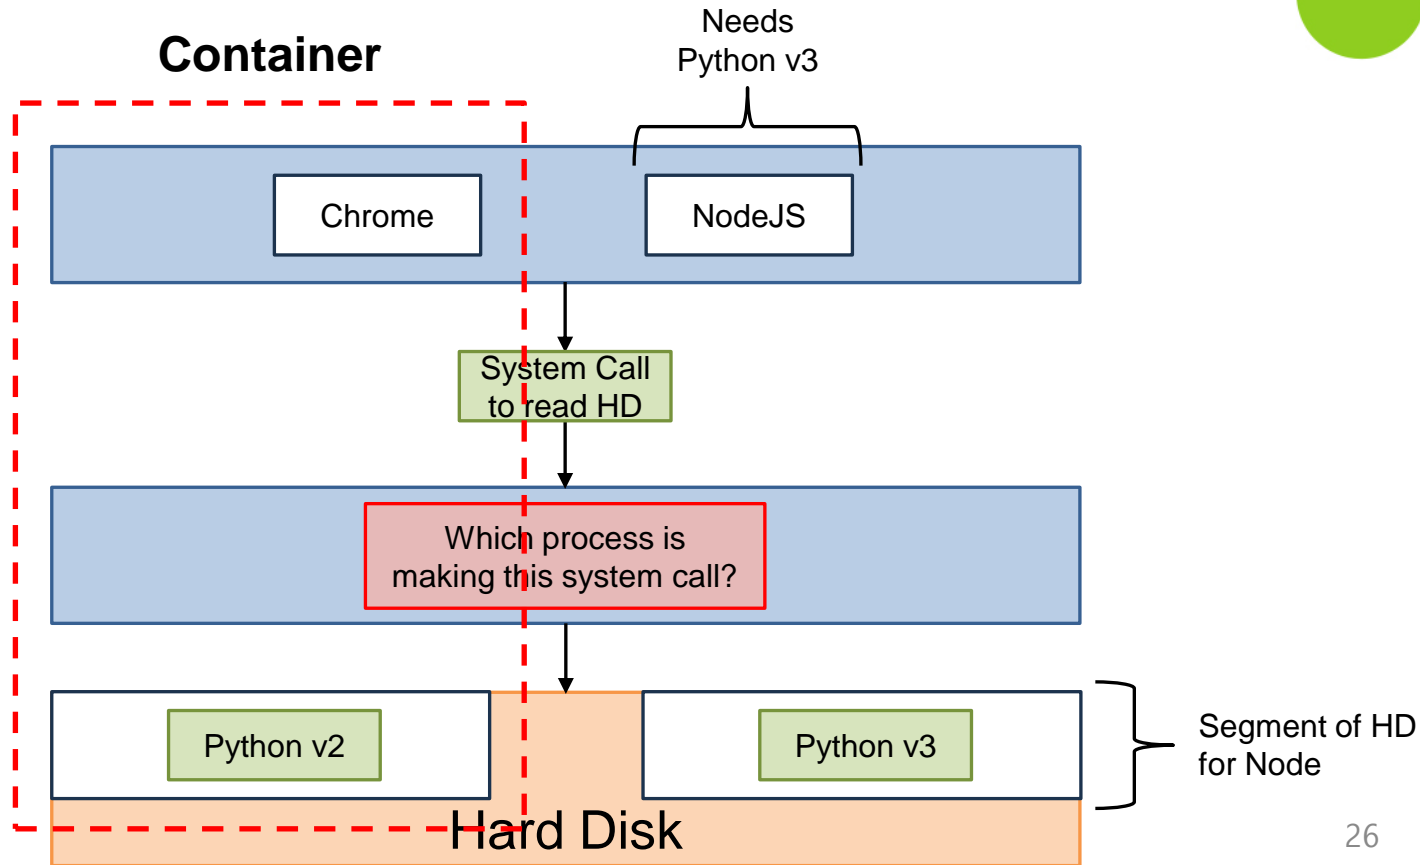 Needs
Python v3
Container
Chrome
NodeJS
System Call
to read HD
Which process is
making this system call?
Python v2
Python v3
Segment of HD
for Node
Hard Disk
26